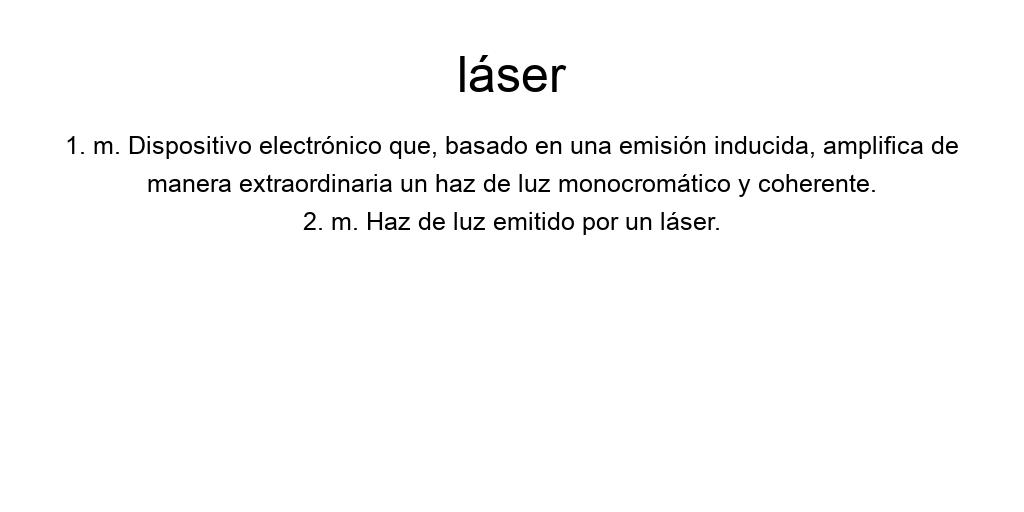 láser
1. m. Dispositivo electrónico que, basado en una emisión inducida, amplifica de
manera extraordinaria un haz de luz monocromático y coherente.
2. m. Haz de luz emitido por un láser.